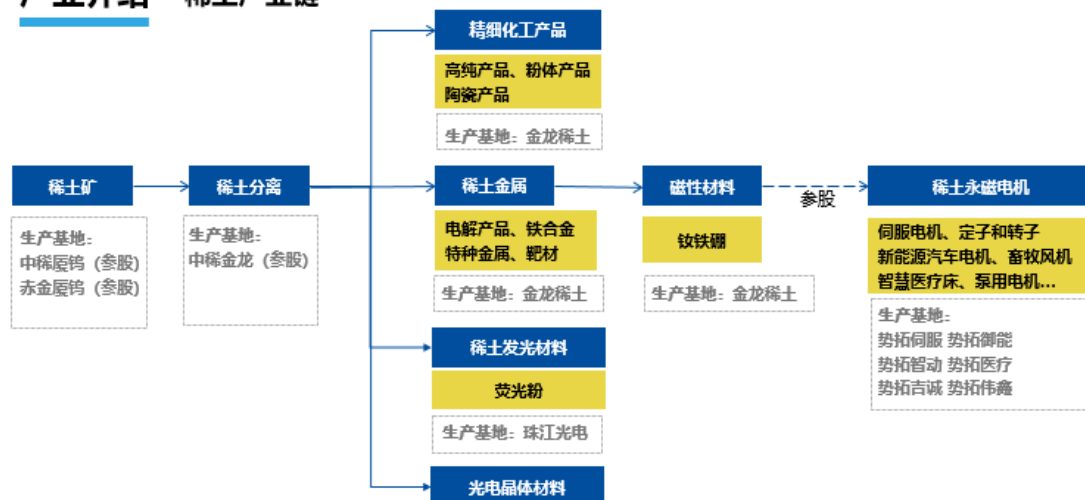 产业介绍 稀土产业链
精细化工产品
高纯产品、粉体产品
陶瓷产品
生产基地：金龙稀土
稀土矿
生产基地：
中稀厦钨（参股）
赤金厦钨（参股）
稀土分离
生产基地：
中稀金龙（参股）
稀土金属
电解产品、铁合金
特种金属、靶材
生产基地：金龙稀土
磁性材料
钕铁硼
生产基地：金龙稀土
参股
稀土永磁电机
伺服电机、定子和转子
新能源汽车电机、畜牧风机
智慧医疗床、泵用电机...
生产基地：
势拓伺服 势拓御能
势拓智动 势拓医疗
势拓吉诚 势拓伟鑫
稀土发光材料
荧光粉
生产基地：珠江光电
光电晶体材料